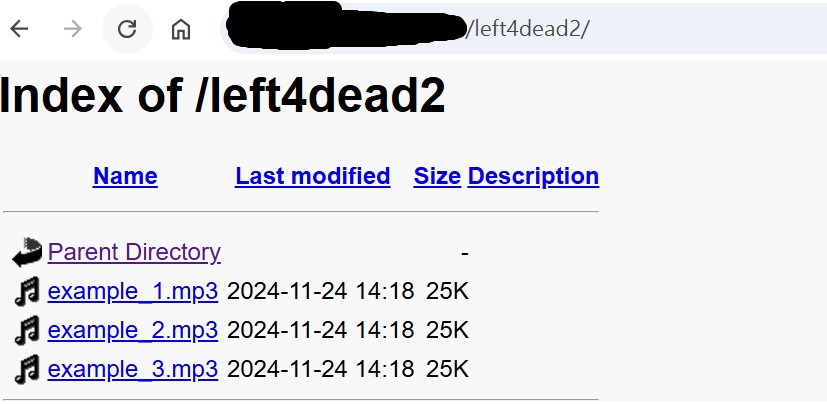 /left4dead2/
Index of /left4dead2
Name Last modified Size Description
Parent Directory -
example_1.mp3 2024-11-24 14:18 25K
example_2.mp3 2024-11-24 14:18 25K
example_3.mp3 2024-11-24 14:18 25K